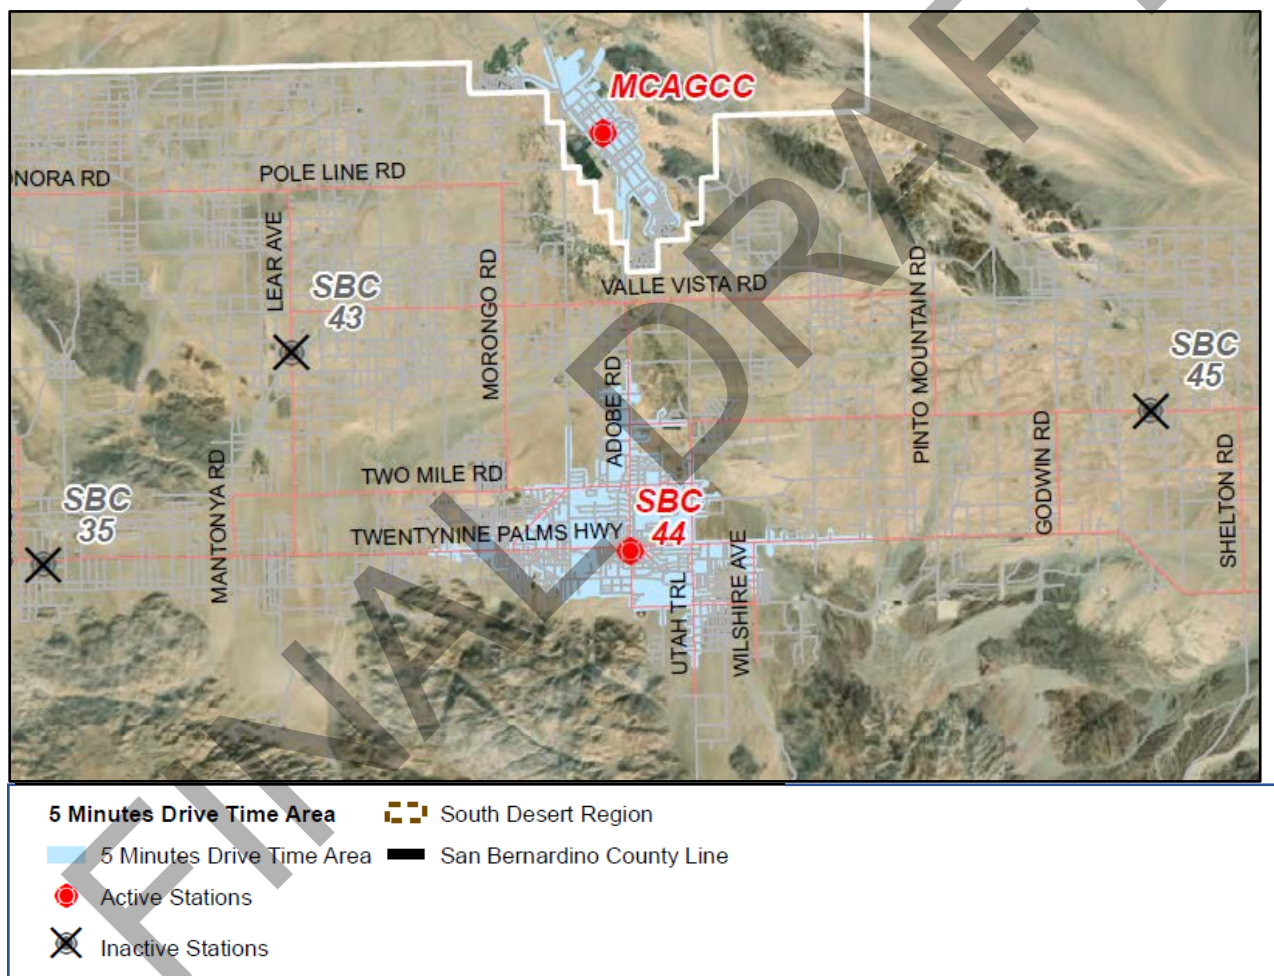 MCAGCC
NORA RD
POLE LINE RD
LEAR AVE
SBC
43
MORONGO RD
VALLE VISTA RD
PINTO MOUNTAIN RD
SBC
45
ADOBE RD
MANTONYA RD
TWO MILE RD
SBC
35
SBC
44
TWENTYNINE PALMS HWY
GODWIN RD
SHELTON RD
UTAH TRL
WILSHIRE AVE
FINAL DRAFT
5 Minutes Drive Time Area
5 Minutes Drive Time Area
Active Stations
Inactive Stations
South Desert Region
San Bernardino County Line